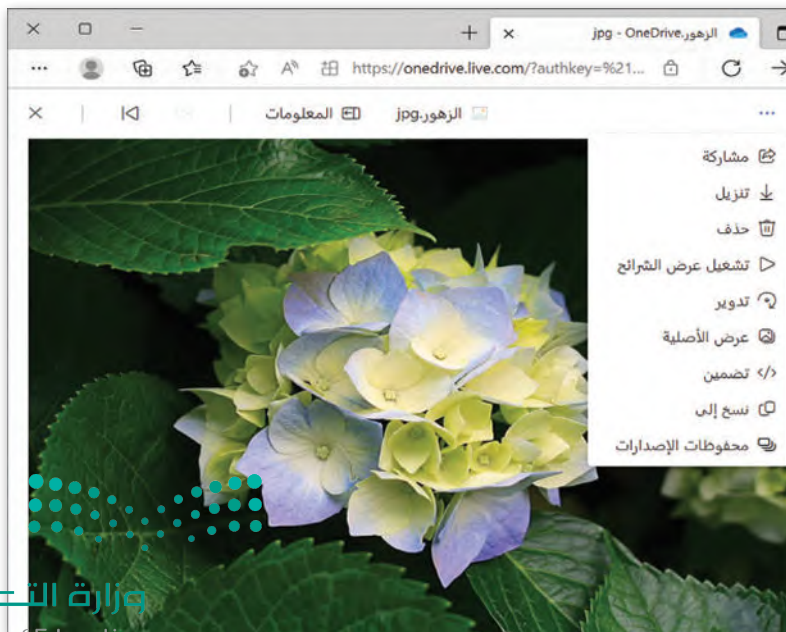 الزهور.jpg - OneDrive
https://onedrive.live.com/?authkey=%21...
الزهور.jpg
المعلومات
مشاركة
تنزيل
حذف
تشغيل عرض الشرائح
تدوير
عرض الأصلية
تضمين
نسخ إلى
محفوظات الإصدارات
وزارة